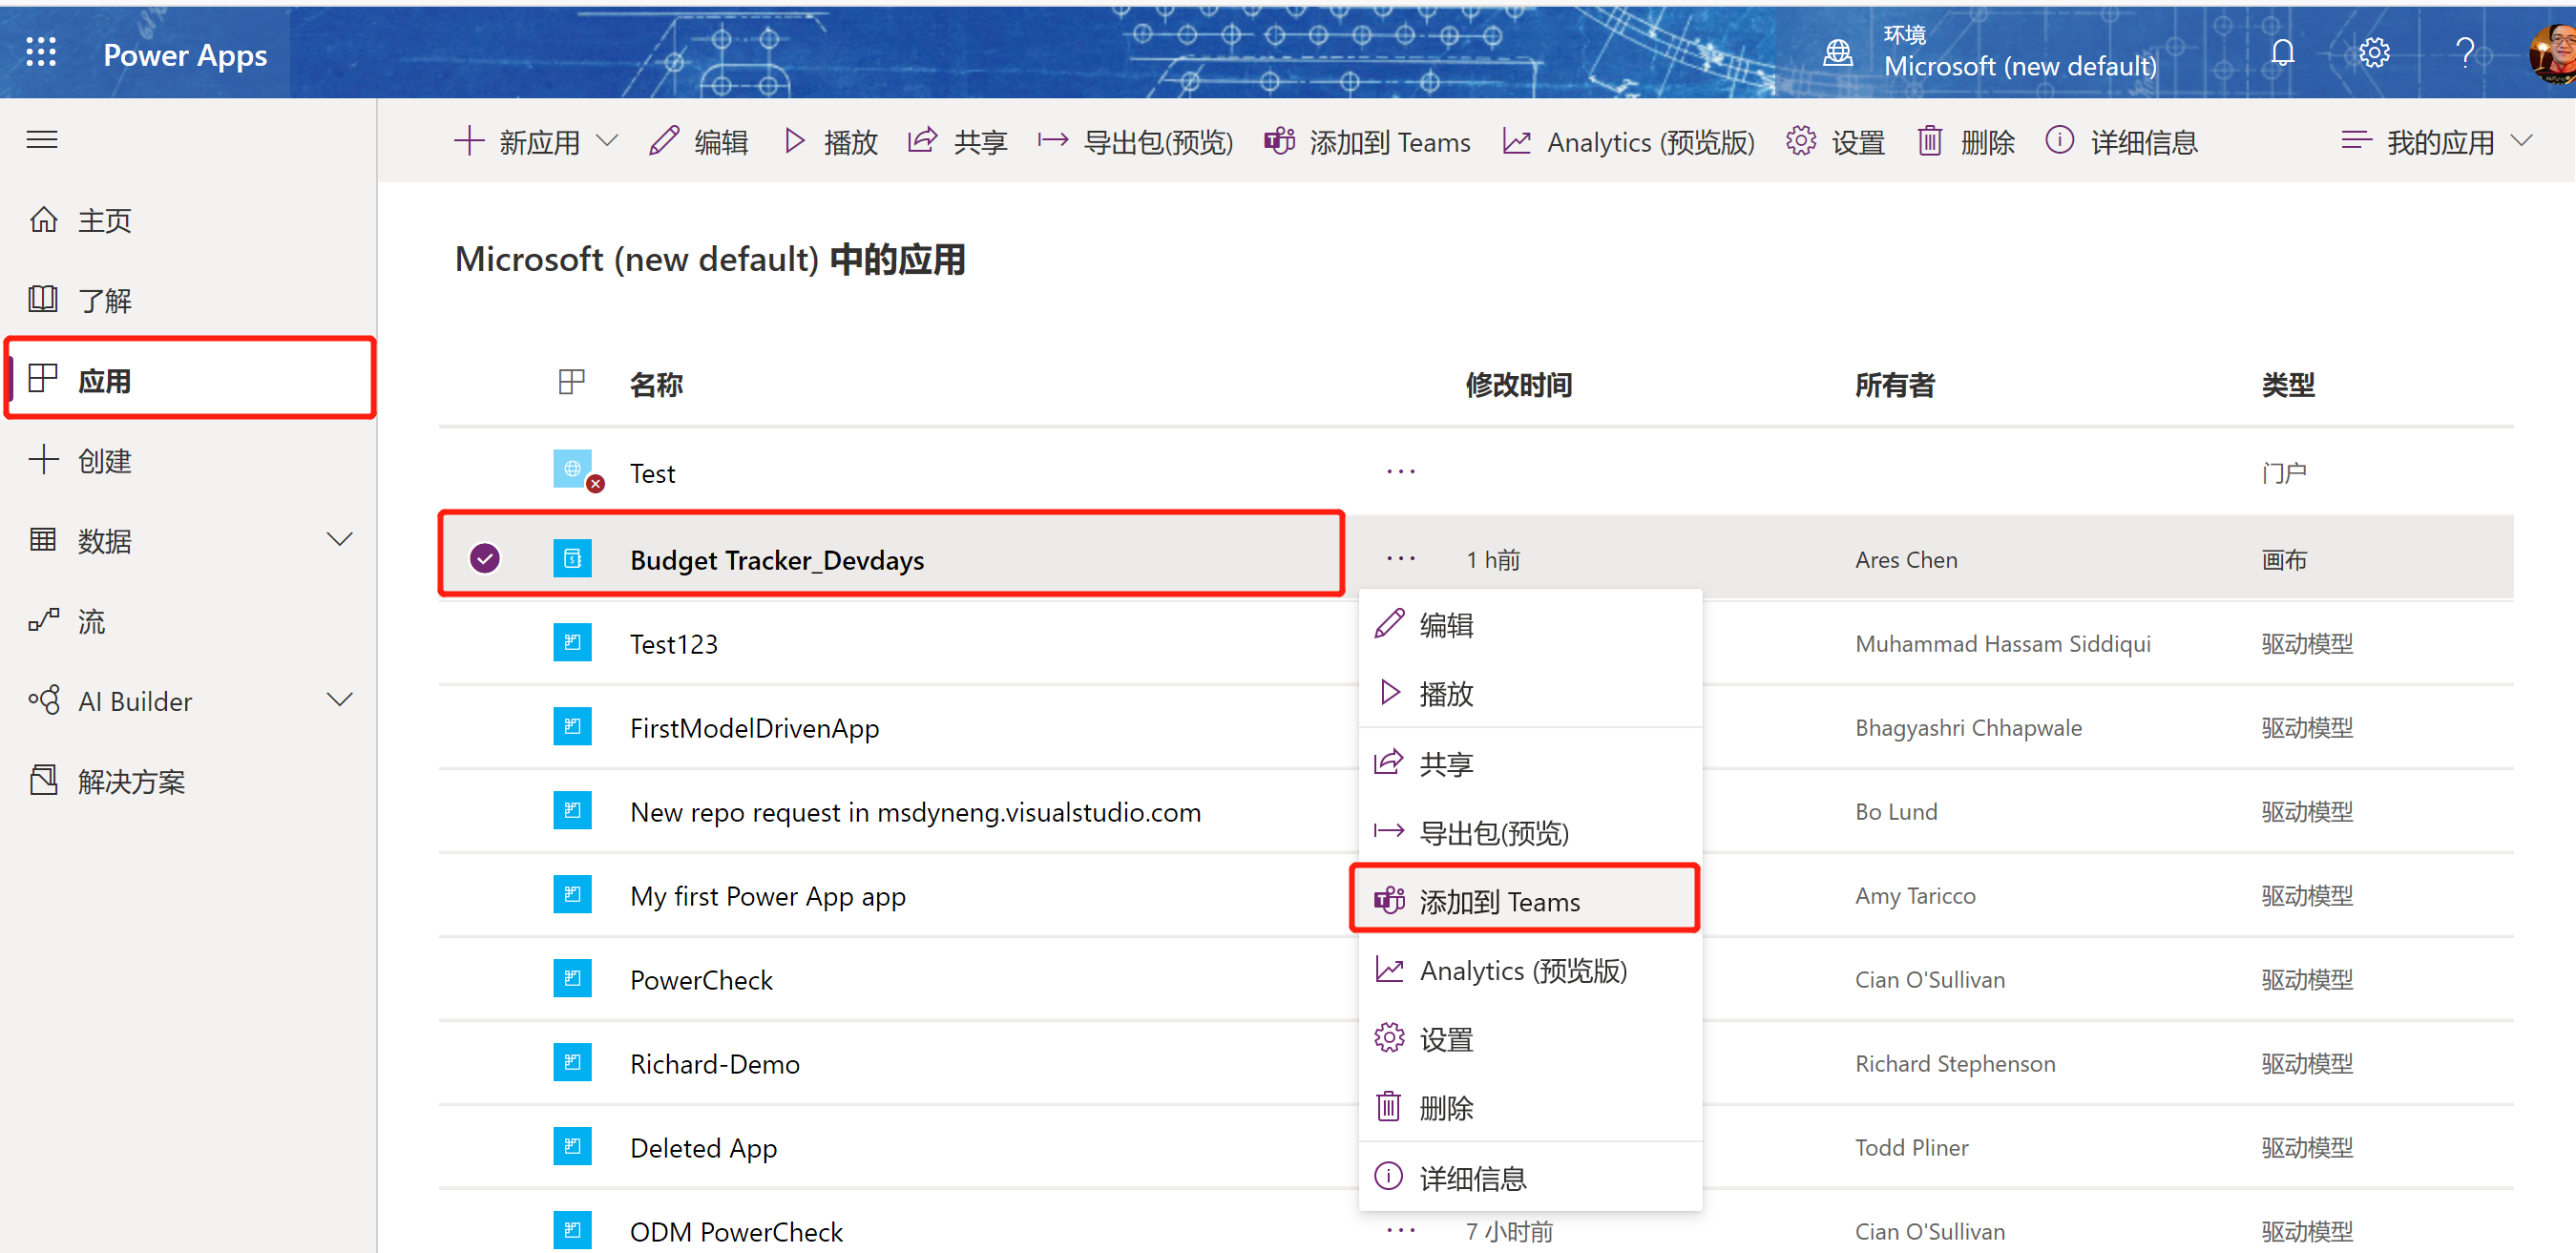 Power Apps
环境
Microsoft (new default)
新应用
编辑
播放
共享
导出包(预览)
添加到 Teams
Analytics (预览版)
设置
删除
详细信息
我的应用
主页
了解
应用
创建
数据
流
AI Builder
解决方案
Microsoft (new default) 中的应用
名称 修改时间 所有者 类型
Test ··· 门户
Budget Tracker_Devdays ··· 1 h前 Ares Chen 画布
Test123 Muhammad Hassam Siddiqui 驱动模型
FirstModelDrivenApp Bhagyashri Chhapwale 驱动模型
New repo request in msdyneng.visualstudio.com Bo Lund 驱动模型
My first Power App app Amy Taricco 驱动模型
PowerCheck Cian O'Sullivan 驱动模型
Richard-Demo Richard Stephenson 驱动模型
Deleted App Todd Pliner 驱动模型
ODM PowerCheck ··· 7 小时前 Cian O'Sullivan 驱动模型
编辑
播放
共享
导出包(预览)
添加到 Teams
Analytics (预览版)
设置
删除
详细信息